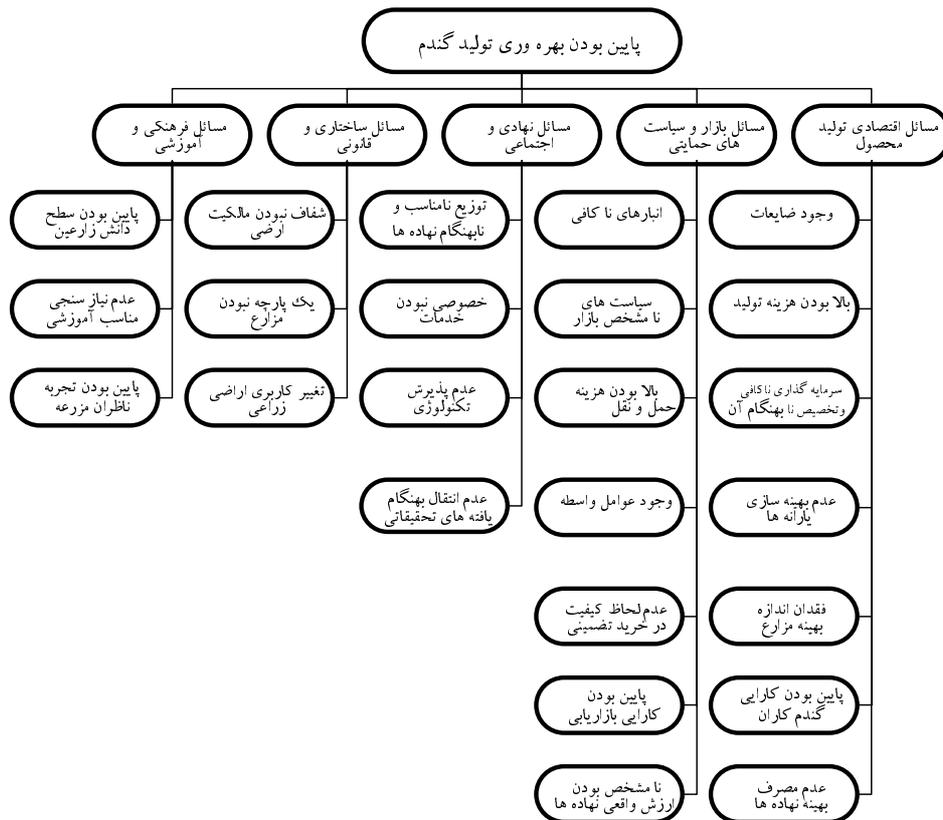 پایین بودن بهره وری تولید گندم
مسائل اقتصادی تولید
محصول
وجود ضایعات
بالا بودن هزینه تولید
سرمایه گذاری ناکافی
وتخصیص نا بهنگام آن
عدم بهینه سازی
یارانه ها
فقدان اندازه
بهینه مزارع
پایین بودن کارایی
گندم کاران
عدم مصرف
بهینه نهاده ها
مسائل بازار و سیاست
های حمایتی
انبارهای نا کافی
سیاست های
نا مشخص بازار
بالا بودن هزینه
حمل و نقل
وجود عوامل واسطه
عدم لحاظ کیفیت
در خرید تضمینی
پایین بودن
کارایی بازاریابی
نا مشخص بودن
ارزش واقعی نهاده ها
مسائل نهادی و
اجتماعی
توزیع نامناسب و
نابهنگام نهاده ها
خصوصی نبودن
خدمات
عدم پذیرش
تکنولوژی
عدم انتقال بهنگام
یافته های تحقیقاتی
مسائل ساختاری و
قانونی
شفاف نبودن مالکیت
ارضی
یک پارچه نبودن
مزارع
تغییر کاربری اراضی
زراعی
مسائل فرهنگی و
آموزشی
پایین بودن سطح
دانش زارعین
عدم نیاز سنجی
مناسب آموزشی
پایین بودن تجربه
ناظران مزرعه